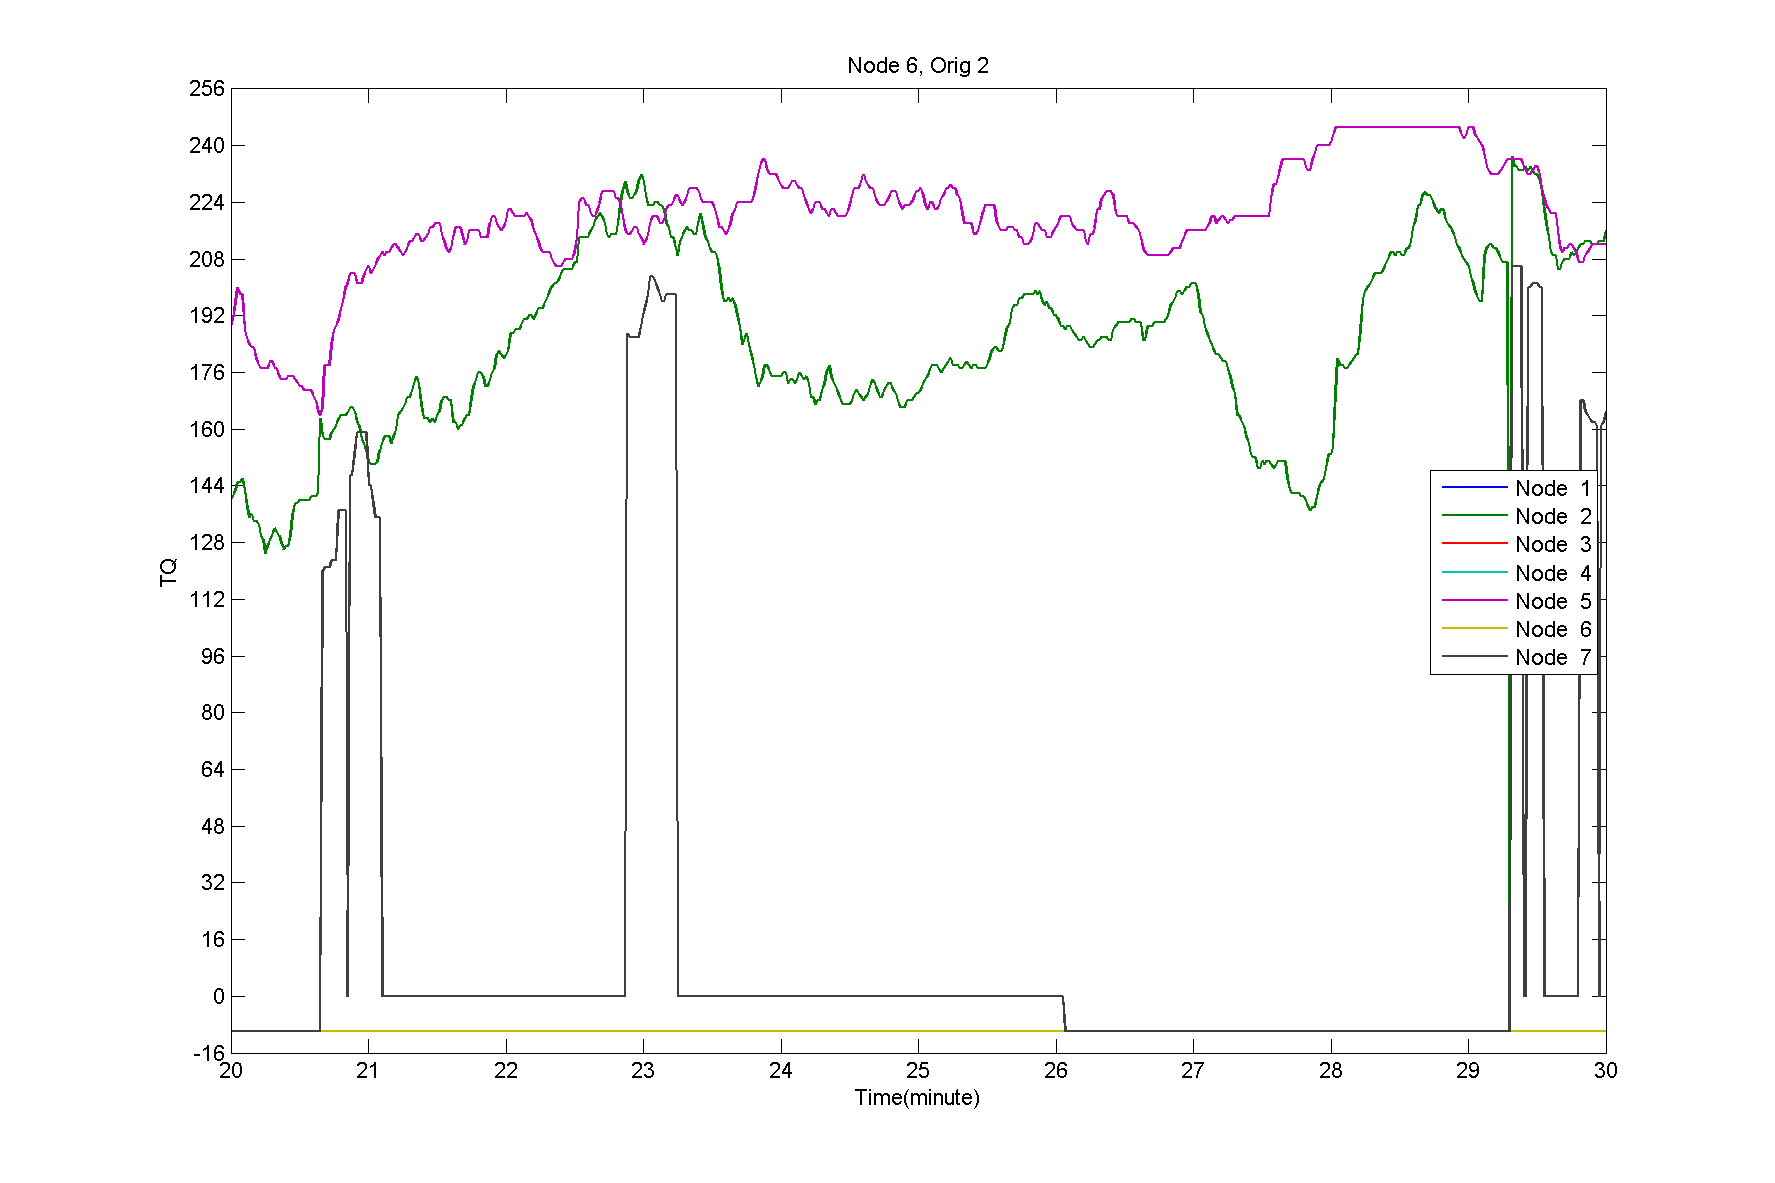 Node 6, Orig 2
256
240
224
208
192
176
160
144
128
112
96
80
64
48
32
16
0
-16
TQ
Node 1
Node 2
Node 3
Node 4
Node 5
Node 6
Node 7
20 21 22 23 24 25 26 27 28 29 30
Time(minute)